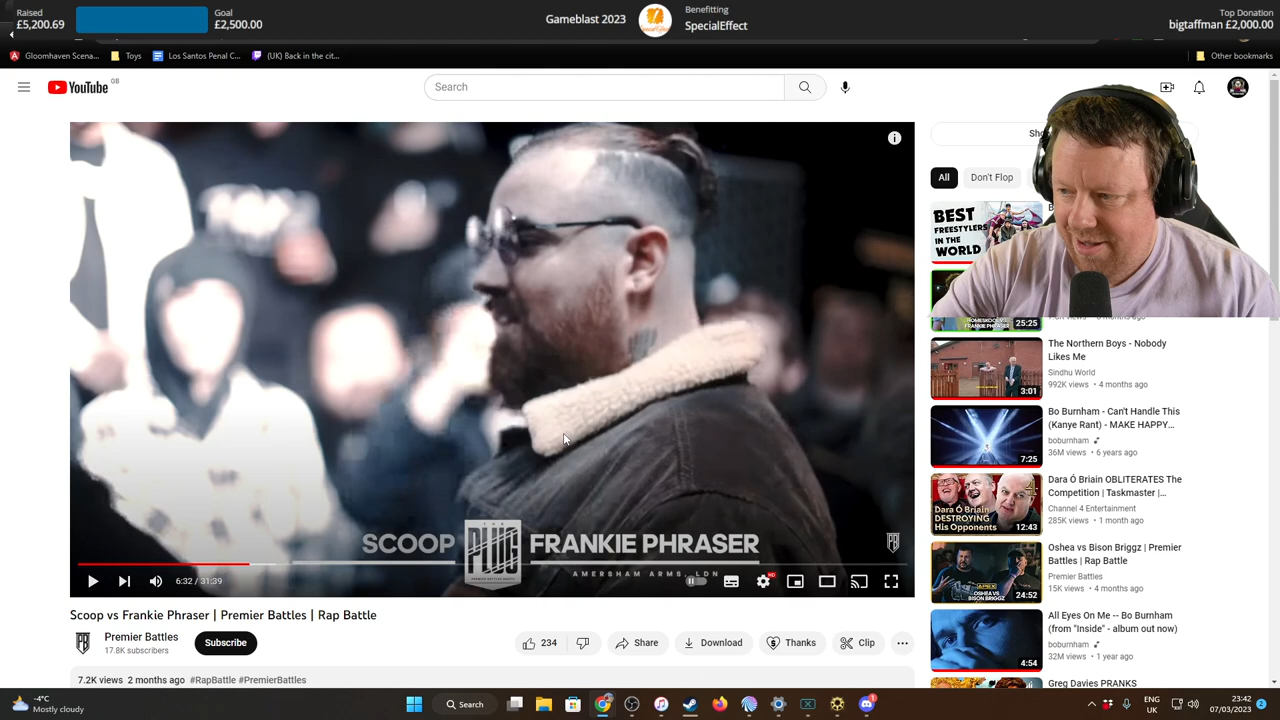 Raised
£5,200.69
Goal
£2,500.00
Gameblast 2023
Benefitting
SpecialEffect
Top Donation
bigtaffman £2,000.00
Gloomhaven Scena...
Toys
Los Santos Penal C...
(UK) Back in the cit...
Other bookmarks
YouTube GB
Search
All
Don't Flop
BEST
FREESTYLERS
IN THE
WORLD
25:25
The Northern Boys - Nobody
Likes Me
Sindhu World
992K views • 4 months ago
3:01
Bo Burnham - Can't Handle This
(Kanye Rant) - MAKE HAPPY...
boburnham
36M views • 6 years ago
7:25
Dara Ó Briain OBLITERATES The
Competition | Taskmaster |...
Channel 4 Entertainment
285K views • 1 month ago
Dara Ó Briain
DESTROYING
His Opponents
12:43
Oshea vs Bison Briggz | Premier
Battles | Rap Battle
Premier Battles
15K views • 4 months ago
24:52
All Eyes On Me -- Bo Burnham
(from "Inside" - album out now)
boburnham
32M views • 1 year ago
4:54
Greg Davies PRANKS
SCOOP
THE
PLUG
FRANKIE PHRASER
AMERSHAM ARMS, LDN
6:32 / 31:39
HD
Scoop vs Frankie Phraser | Premier Battles | Rap Battle
Premier Battles
17.8K subscribers
Subscribe
234
Share
Download
Thanks
Clip
7.2K views 2 months ago #RapBattle #PremierBattles
-4°C
Mostly cloudy
Search
1
ENG
UK
23:42
07/03/2023
2